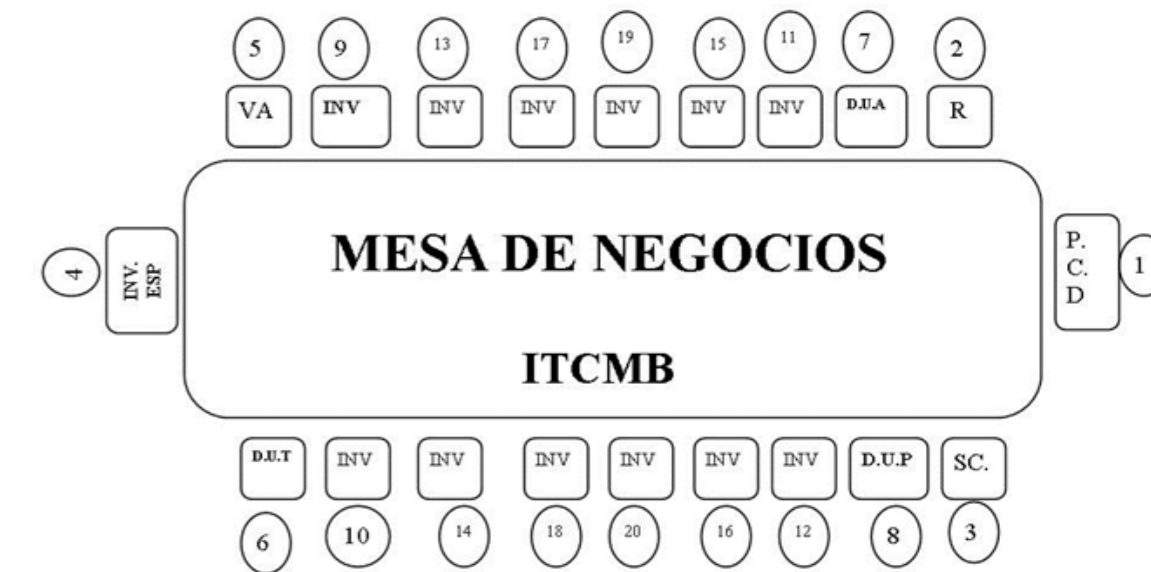 5 9 13 17 19 15 11 7 2
VA INV INV INV INV INV INV D.U.A R
4
INV.
ESP
MESA DE NEGOCIOS
ITCMB
P.
C.
D
1
D.U.T INV INV INV INV INV INV D.U.P SC.
6 10 14 18 20 16 12 8 3